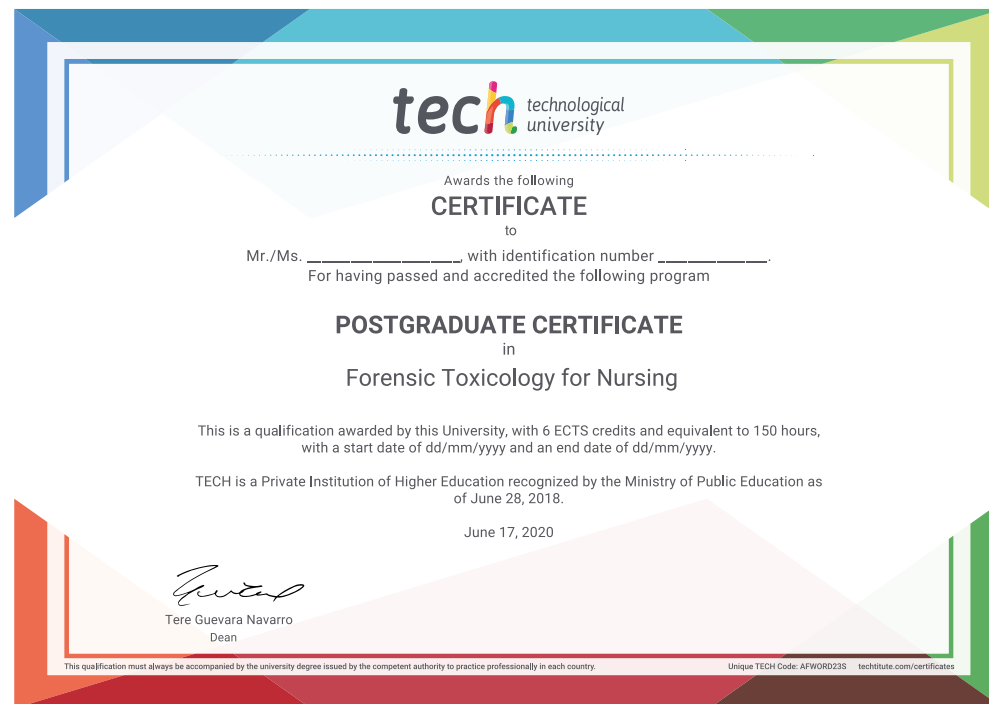 tech technological
university
Awards the following
CERTIFICATE
to
Mr./Ms. ____________________, with identification number ______________.
For having passed and accredited the following program
POSTGRADUATE CERTIFICATE
in
Forensic Toxicology for Nursing
This is a qualification awarded by this University, with 6 ECTS credits and equivalent to 150 hours,
with a start date of dd/mm/yyyy and an end date of dd/mm/yyyy.
TECH is a Private Institution of Higher Education recognized by the Ministry of Public Education as
of June 28, 2018.
June 17, 2020
Tere Guevara Navarro
Dean
This qualification must always be accompanied by the university degree issued by the competent authority to practice professionally in each country. Unique TECH Code: AFWORD23S techtitute.com/certificates